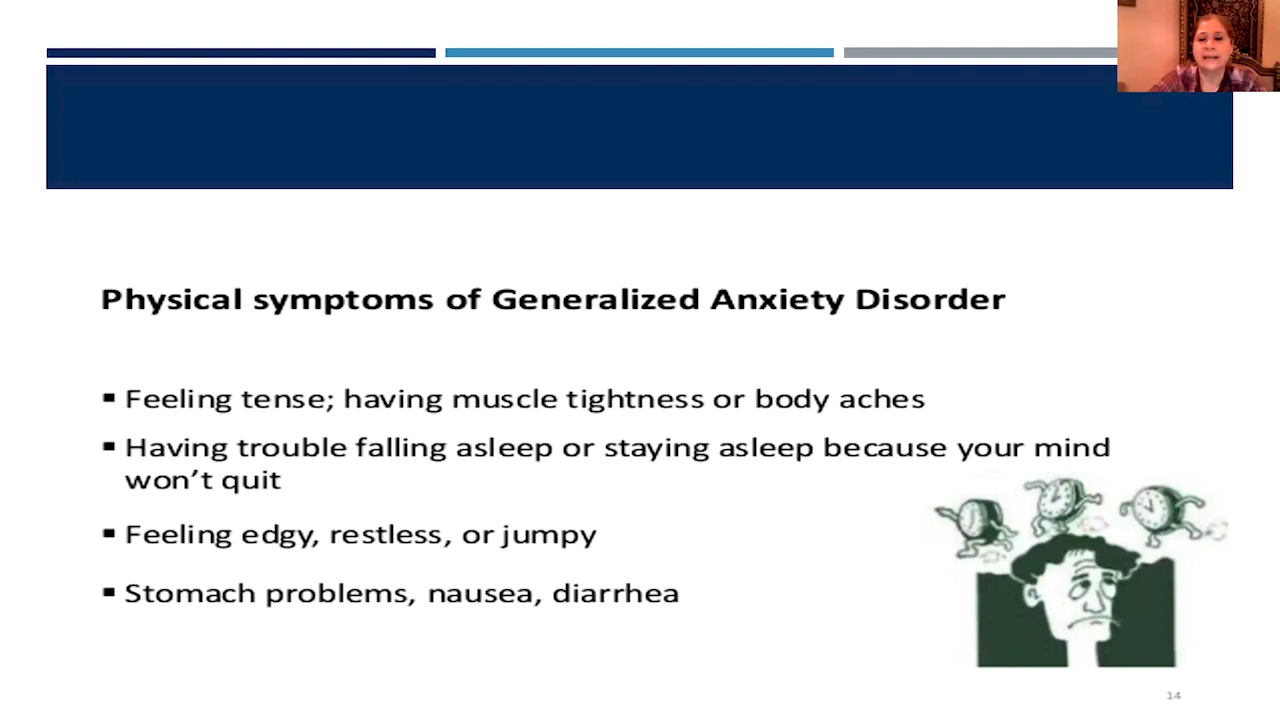 Physical symptoms of Generalized Anxiety Disorder
▪ Feeling tense; having muscle tightness or body aches
▪ Having trouble falling asleep or staying asleep because your mind
won’t quit
▪ Feeling edgy, restless, or jumpy
▪ Stomach problems, nausea, diarrhea
14